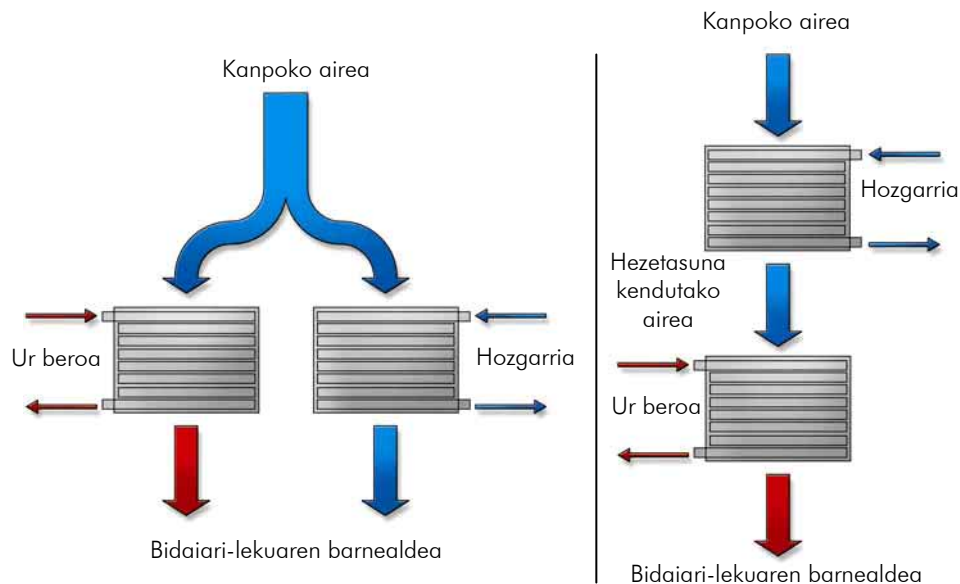 Kanpoko airea
Ur beroa
Hozgarria
Bidaiari-lekuaren barnealdea
Kanpoko airea
Hozgarria
Hezetasuna
kendutako
airea
Ur beroa
Bidaiari-lekuaren barnealdea